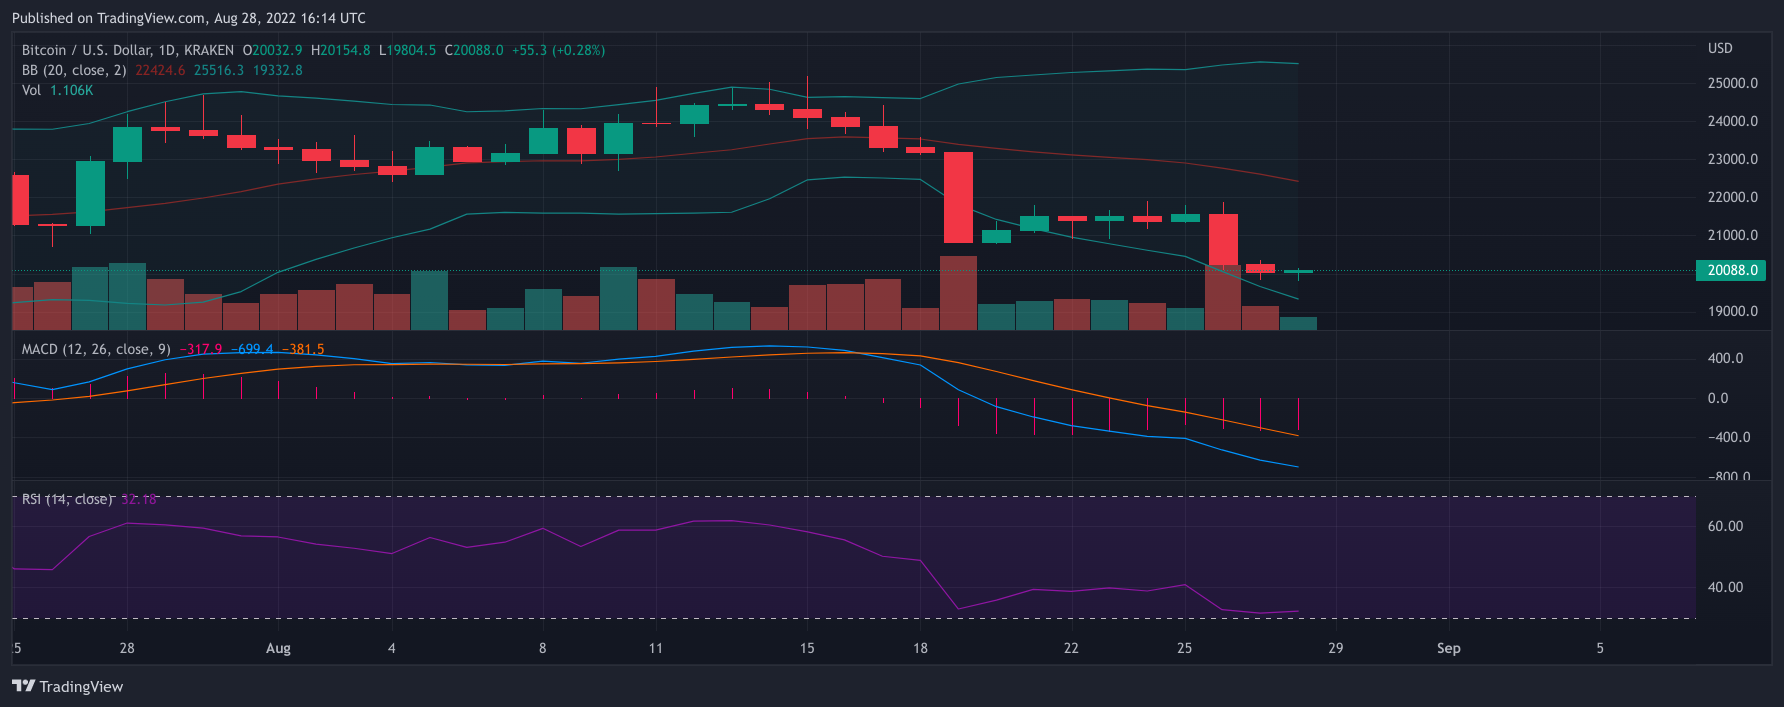 Published on TradingView.com, Aug 28, 2022 16:14 UTC
Bitcoin / U.S. Dollar, 1D, KRAKEN O20032.9 H20154.8 L19804.5 C20088.0 +55.3 (+0.28%)
BB (20, close, 2) 22424.6 25516.3 19332.8
Vol 1.106K
USD
25000.0
24000.0
23000.0
22000.0
21000.0
20088.0
19000.0
MACD (12, 26, close, 9) −317.9 −699.4 −381.5
400.0
0.0
−400.0
−800.0
RSI (14, close) 32.18
60.00
40.00
25 28 Aug 4 8 11 15 18 22 25 29 Sep 5
TradingView